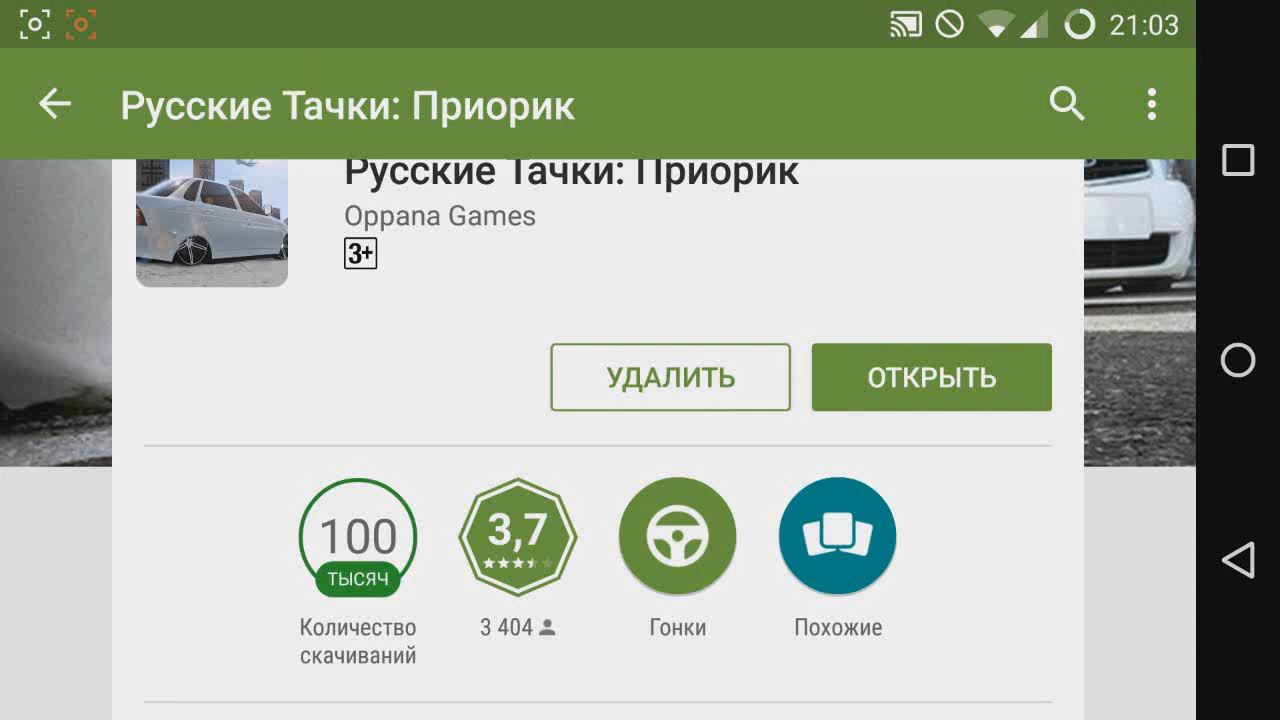 21:03
Русские Тачки: Приорик
Русские Тачки: Приорик
Oppana Games
3+
УДАЛИТЬ
ОТКРЫТЬ
100
ТЫСЯЧ
3,7
Количество
скачиваний
3 404
Гонки
Похожие